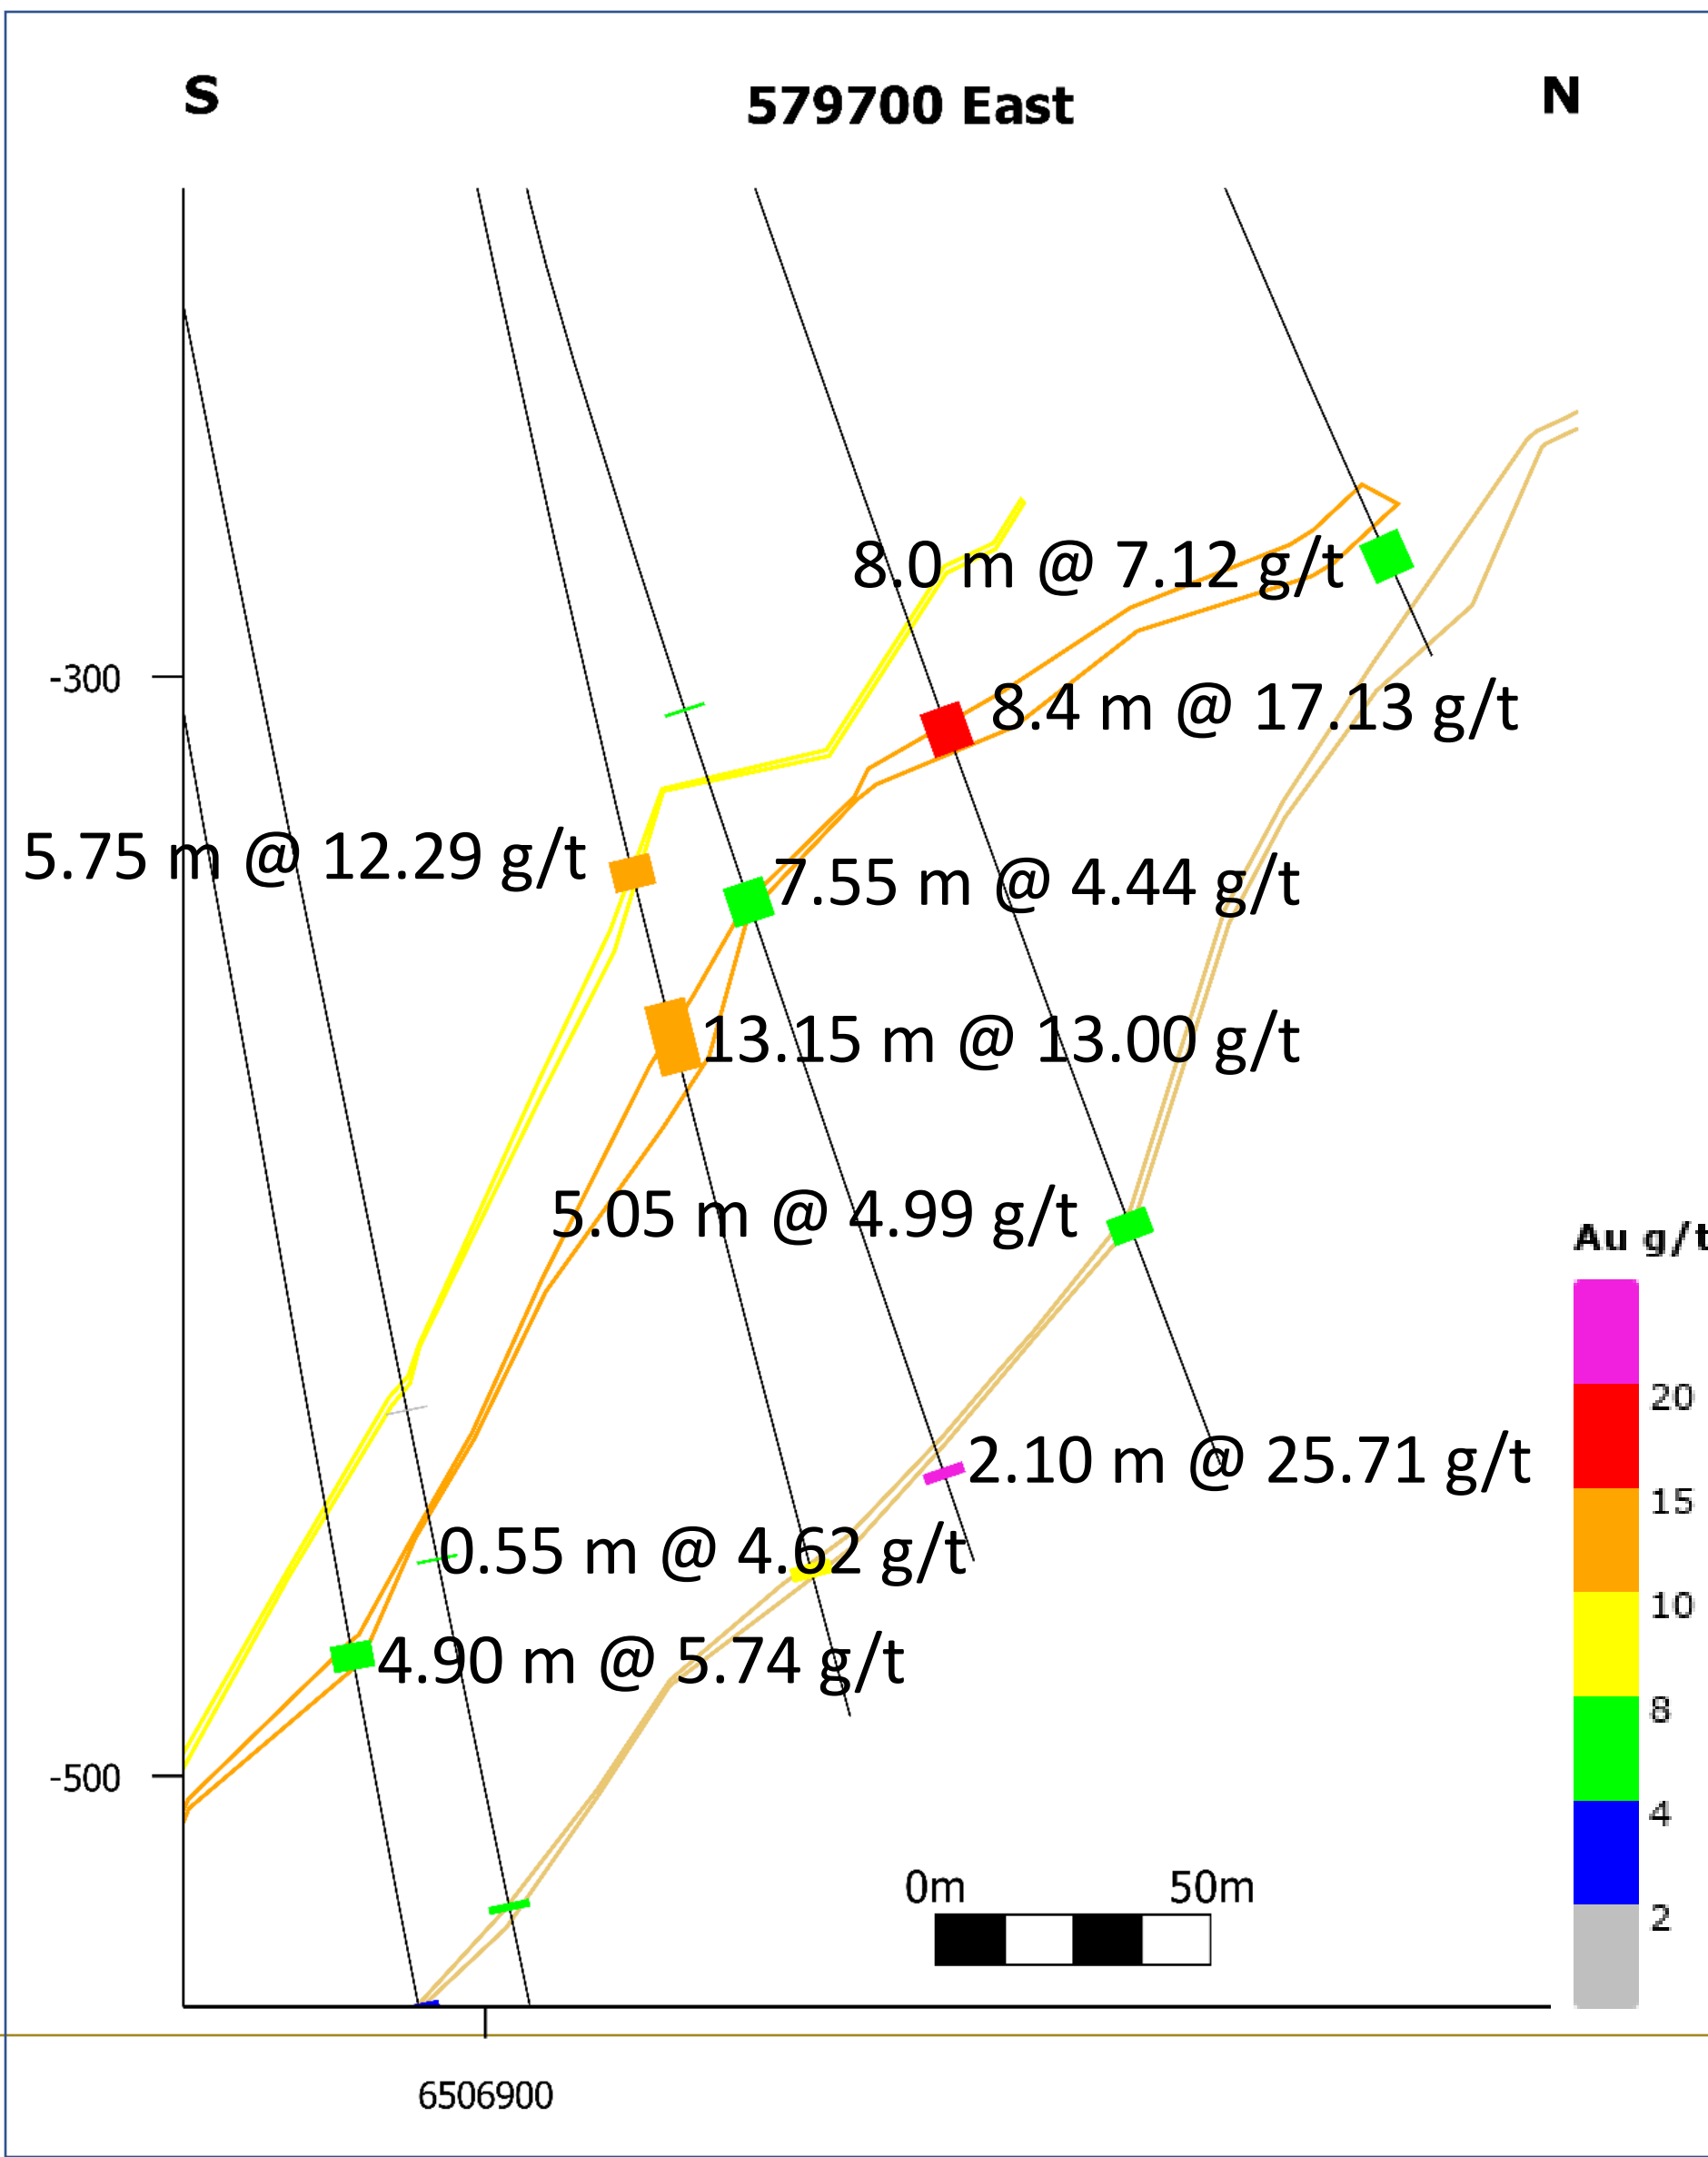 S
579700 East
N
8.0 m @ 7.12 g/t
-300
8.4 m @ 17.13 g/t
5.75 m @ 12.29 g/t
7.55 m @ 4.44 g/t
13.15 m @ 13.00 g/t
5.05 m @ 4.99 g/t
Au g/t
20
2.10 m @ 25.71 g/t
15
0.55 m @ 4.62 g/t
10
4.90 m @ 5.74 g/t
8
-500
4
0m
50m
2
6506900